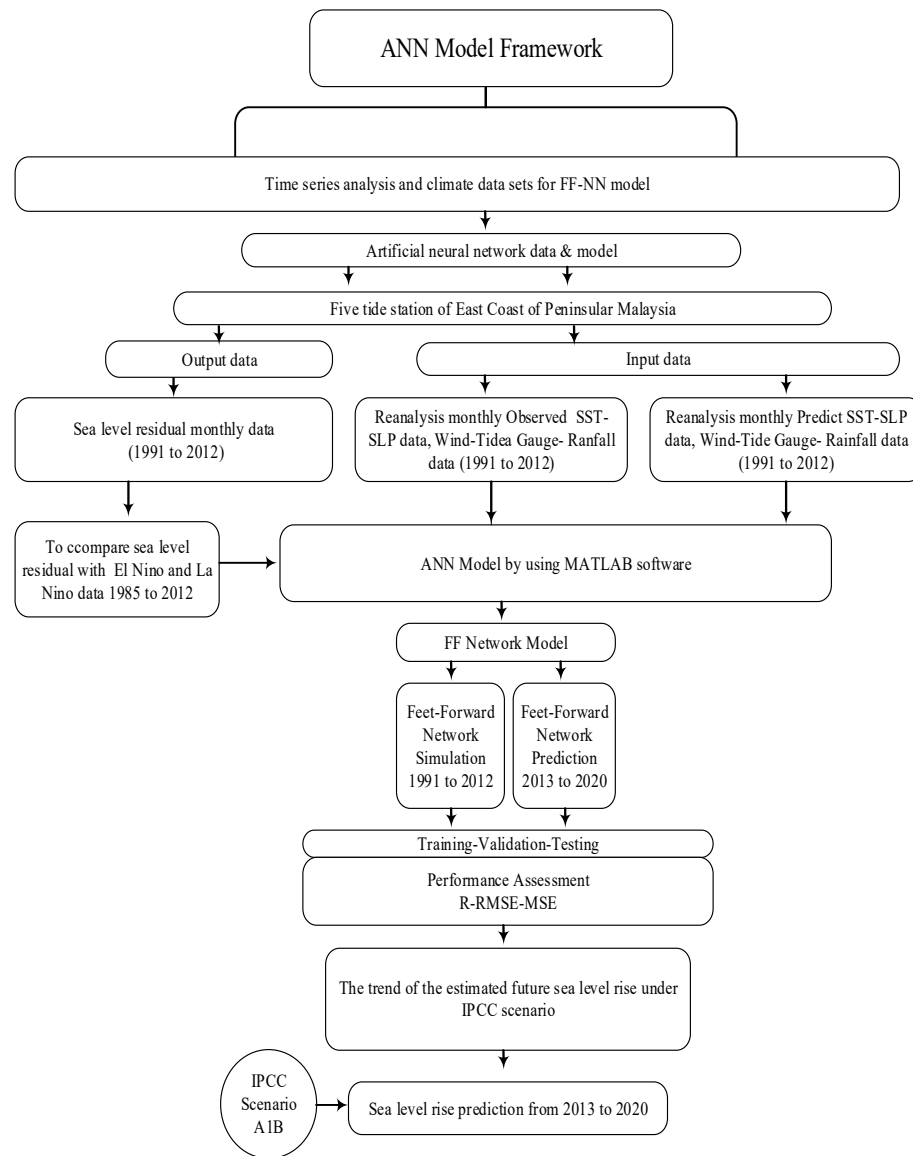 ANN Model Framework
Time series analysis and climate data sets for FF-NN model
Artificial neural network data & model
Five tide station of East Coast of Peninsular Malaysia
Output data
Input data
Sea level residual monthly data
(1991 to 2012)
Reanalysis monthly Observed SST-
SLP data, Wind-Tidea Gauge- Ranfall
data (1991 to 2012)
Reanalysis monthly Predict SST-SLP
data, Wind-Tide Gauge- Rainfall data
(1991 to 2012)
To ccompare sea level
residual with El Nino and La
Nino data 1985 to 2012
ANN Model by using MATLAB software
FF Network Model
Feet-Forward
Network
Simulation
1991 to 2012
Feet-Forward
Network
Prediction
2013 to 2020
Training-Validation-Testing
Performance Assessment
R-RMSE-MSE
The trend of the estimated future sea level rise under
IPCC scenario
IPCC
Scenario
A1B
Sea level rise prediction from 2013 to 2020